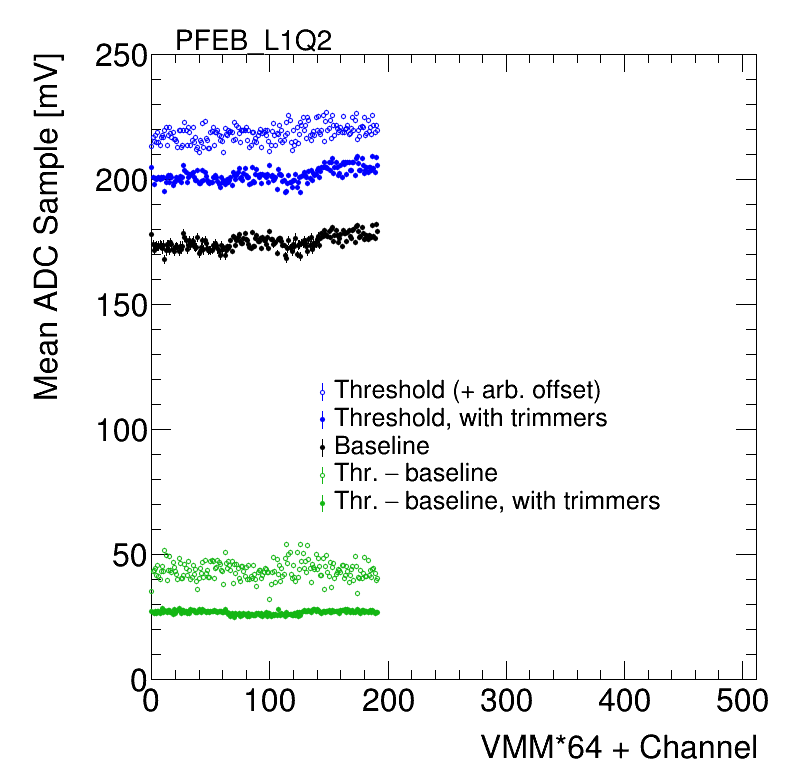 PFEB_L1Q2
Mean ADC Sample [mV]
250
200
150
100
50
0
Threshold (+ arb. offset)
Threshold, with trimmers
Baseline
Thr. – baseline
Thr. – baseline, with trimmers
0 100 200 300 400 500
VMM*64 + Channel